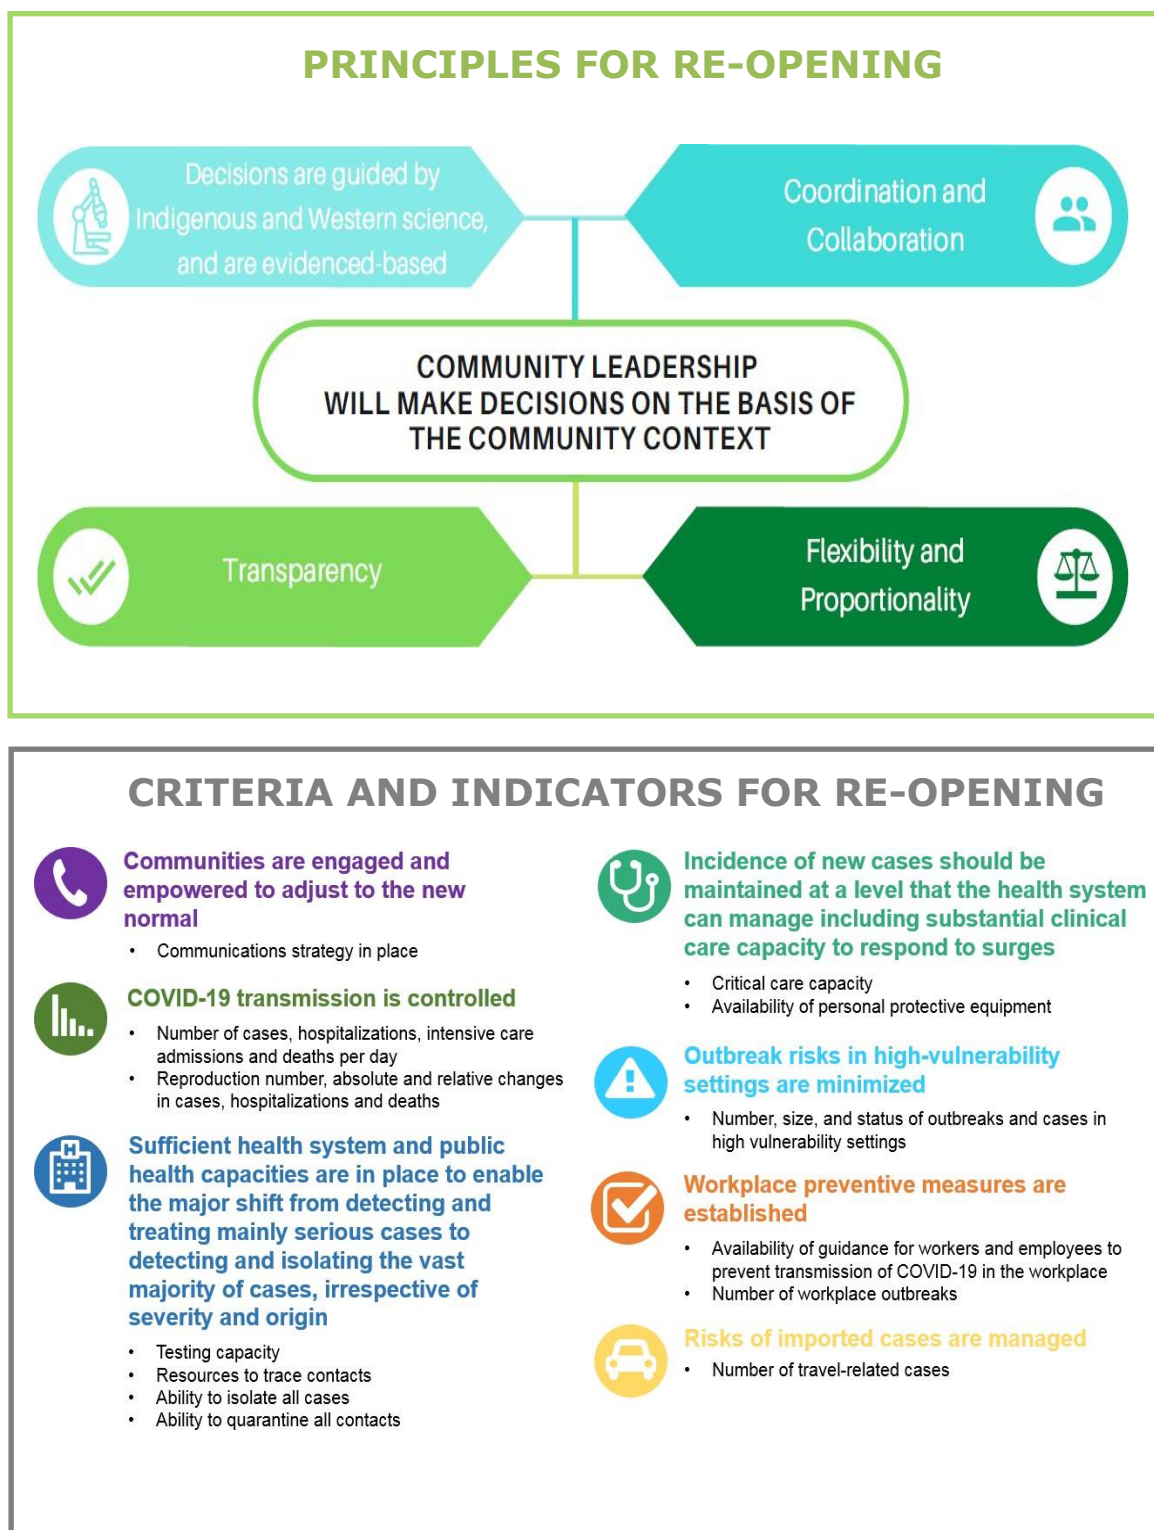 PRINCIPLES FOR RE-OPENING
Decisions are guided by
Indigenous and Western science,
and are evidenced-based
Coordination and
Collaboration
COMMUNITY LEADERSHIP
WILL MAKE DECISIONS ON THE BASIS OF
THE COMMUNITY CONTEXT
Transparency
Flexibility and
Proportionality
CRITERIA AND INDICATORS FOR RE-OPENING
Communities are engaged and
empowered to adjust to the new
normal
• Communications strategy in place
COVID-19 transmission is controlled
• Number of cases, hospitalizations, intensive care
admissions and deaths per day
• Reproduction number, absolute and relative changes
in cases, hospitalizations and deaths
H
Sufficient health system and public
health capacities are in place to enable
the major shift from detecting and
treating mainly serious cases to
detecting and isolating the vast
majority of cases, irrespective of
severity and origin
• Testing capacity
• Resources to trace contacts
• Ability to isolate all cases
• Ability to quarantine all contacts
Incidence of new cases should be
maintained at a level that the health system
can manage including substantial clinical
care capacity to respond to surges
• Critical care capacity
• Availability of personal protective equipment
Outbreak risks in high-vulnerability
settings are minimized
• Number, size, and status of outbreaks and cases in
high vulnerability settings
Workplace preventive measures are
established
• Availability of guidance for workers and employees to
prevent transmission of COVID-19 in the workplace
• Number of workplace outbreaks
Risks of imported cases are managed
• Number of travel-related cases